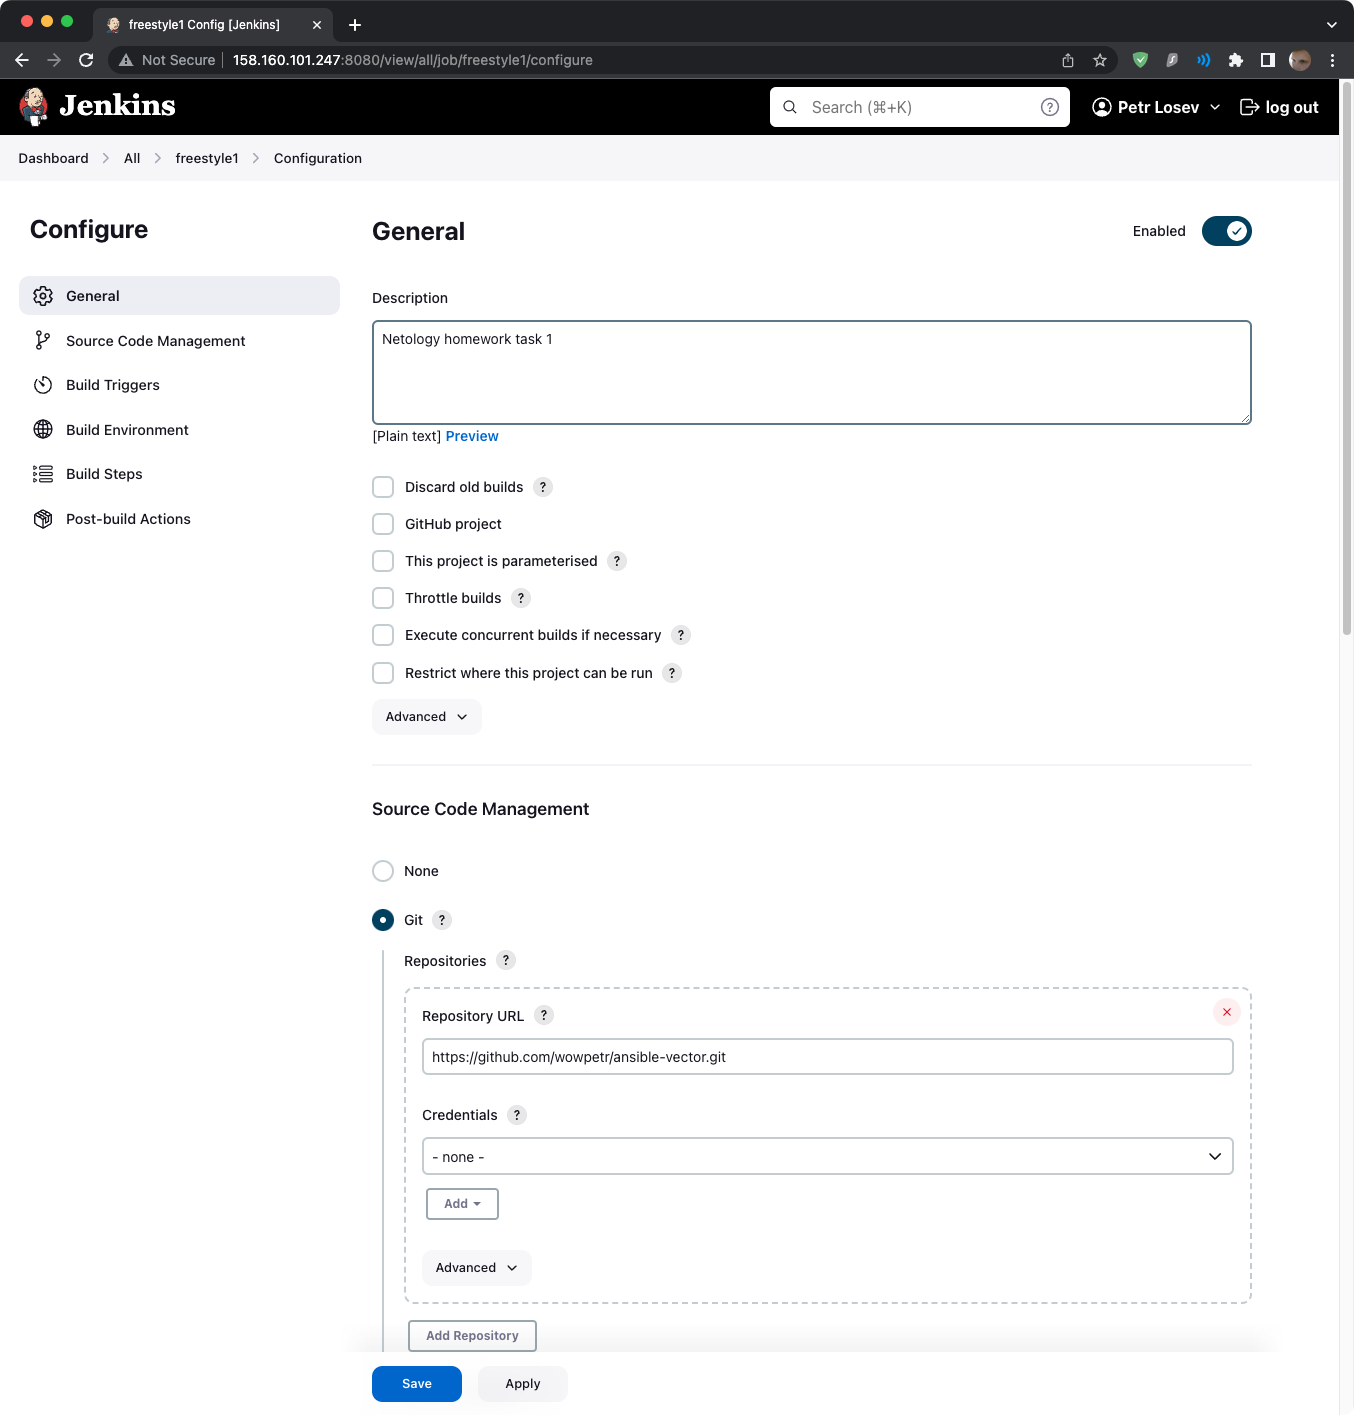 freestyle1 Config [Jenkins]
Not Secure 158.160.101.247:8080/view/all/job/freestyle1/configure
Jenkins
Search (⌘+K) ?
Petr Losev
log out
Dashboard All freestyle1 Configuration
Configure
General
Source Code Management
Build Triggers
Build Environment
Build Steps
Post-build Actions
General
Enabled
Description
Netology homework task 1
[Plain text] Preview
Discard old builds ?
GitHub project
This project is parameterised ?
Throttle builds ?
Execute concurrent builds if necessary ?
Restrict where this project can be run ?
Advanced
Source Code Management
None
Git ?
Repositories ?
Repository URL ?
https://github.com/wowpetr/ansible-vector.git
Credentials ?
- none -
Add
Advanced
Add Repository
Save
Apply